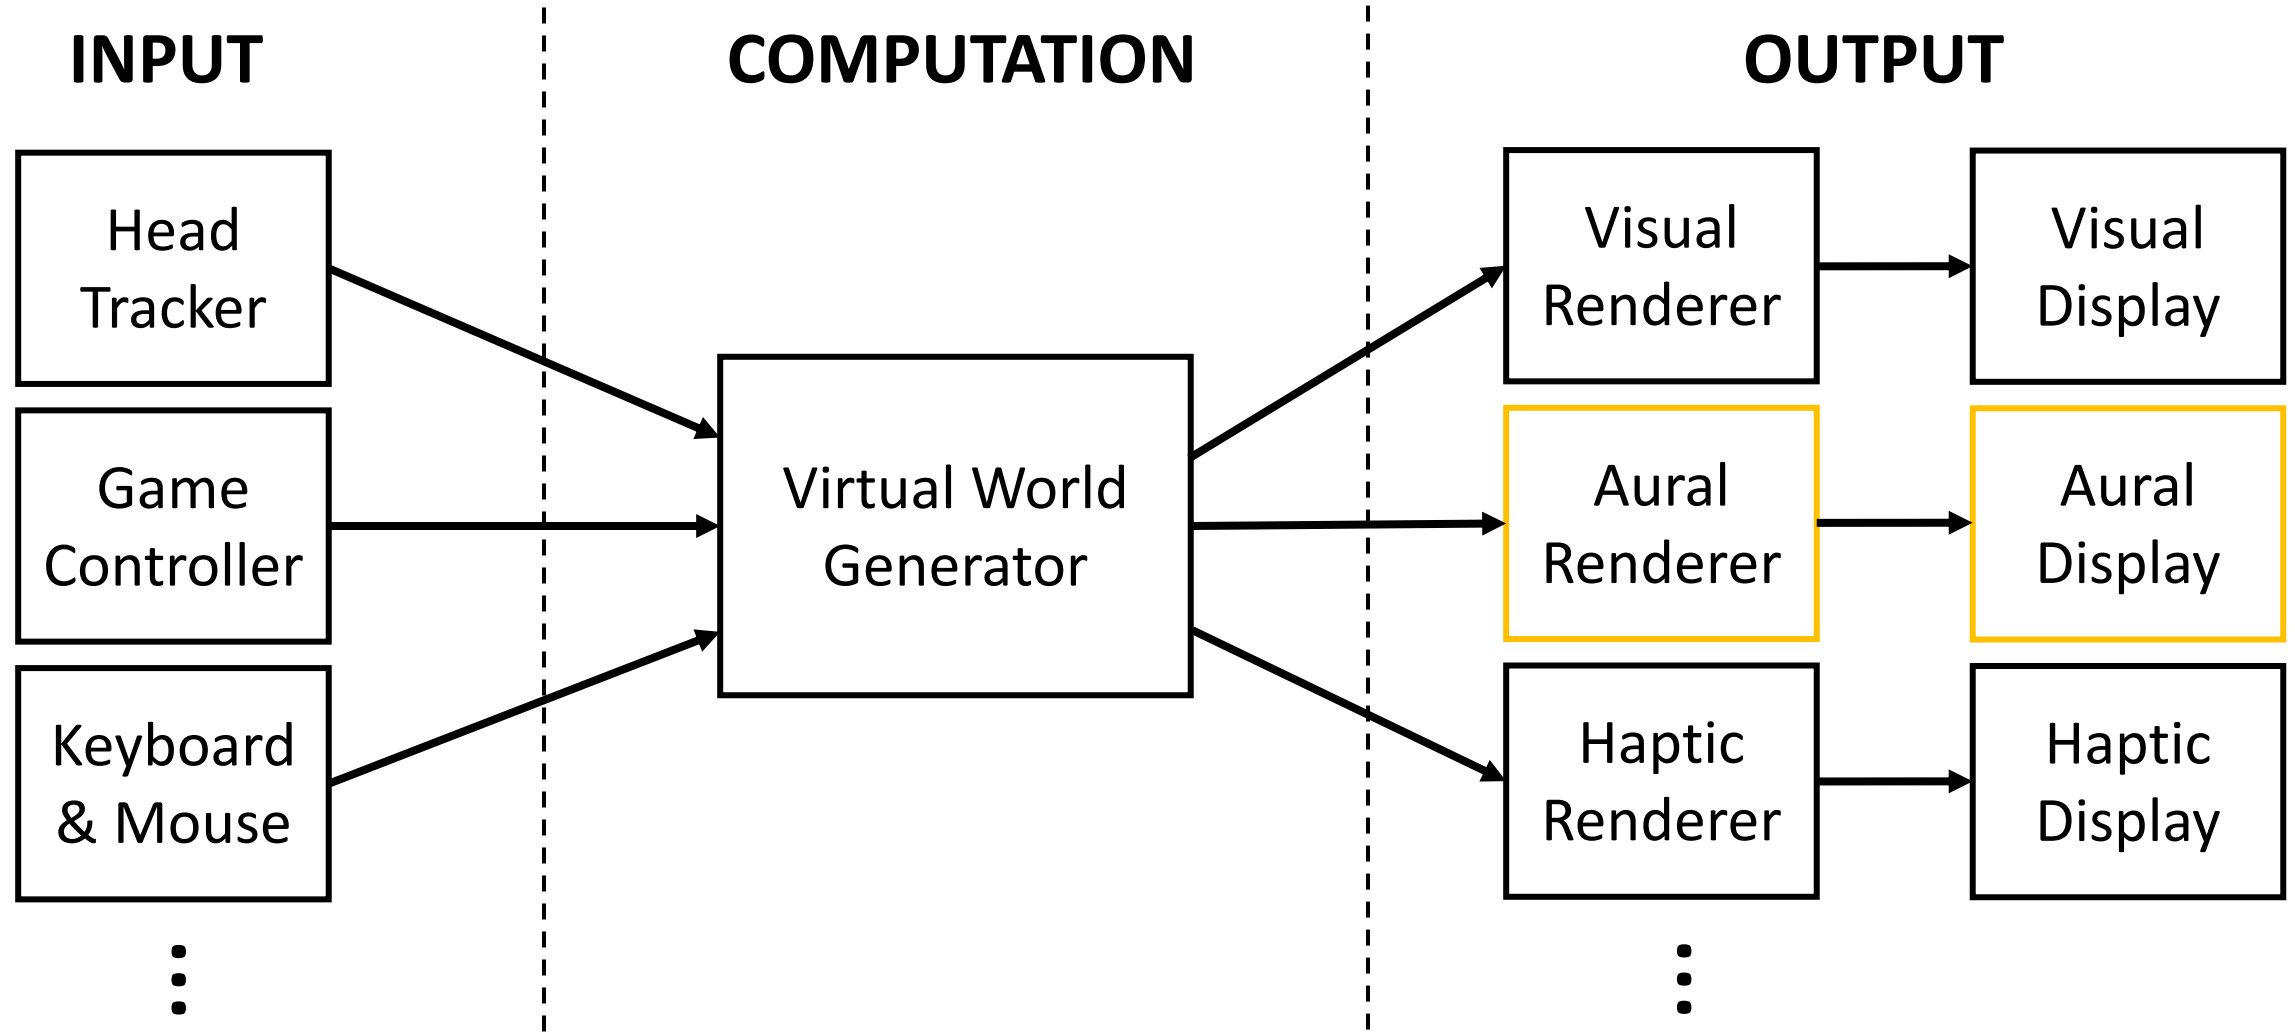 INPUT
COMPUTATION
OUTPUT
Head
Tracker
Game
Controller
Keyboard
& Mouse
Virtual World
Generator
Visual
Renderer
Visual
Display
Aural
Renderer
Aural
Display
Haptic
Renderer
Haptic
Display